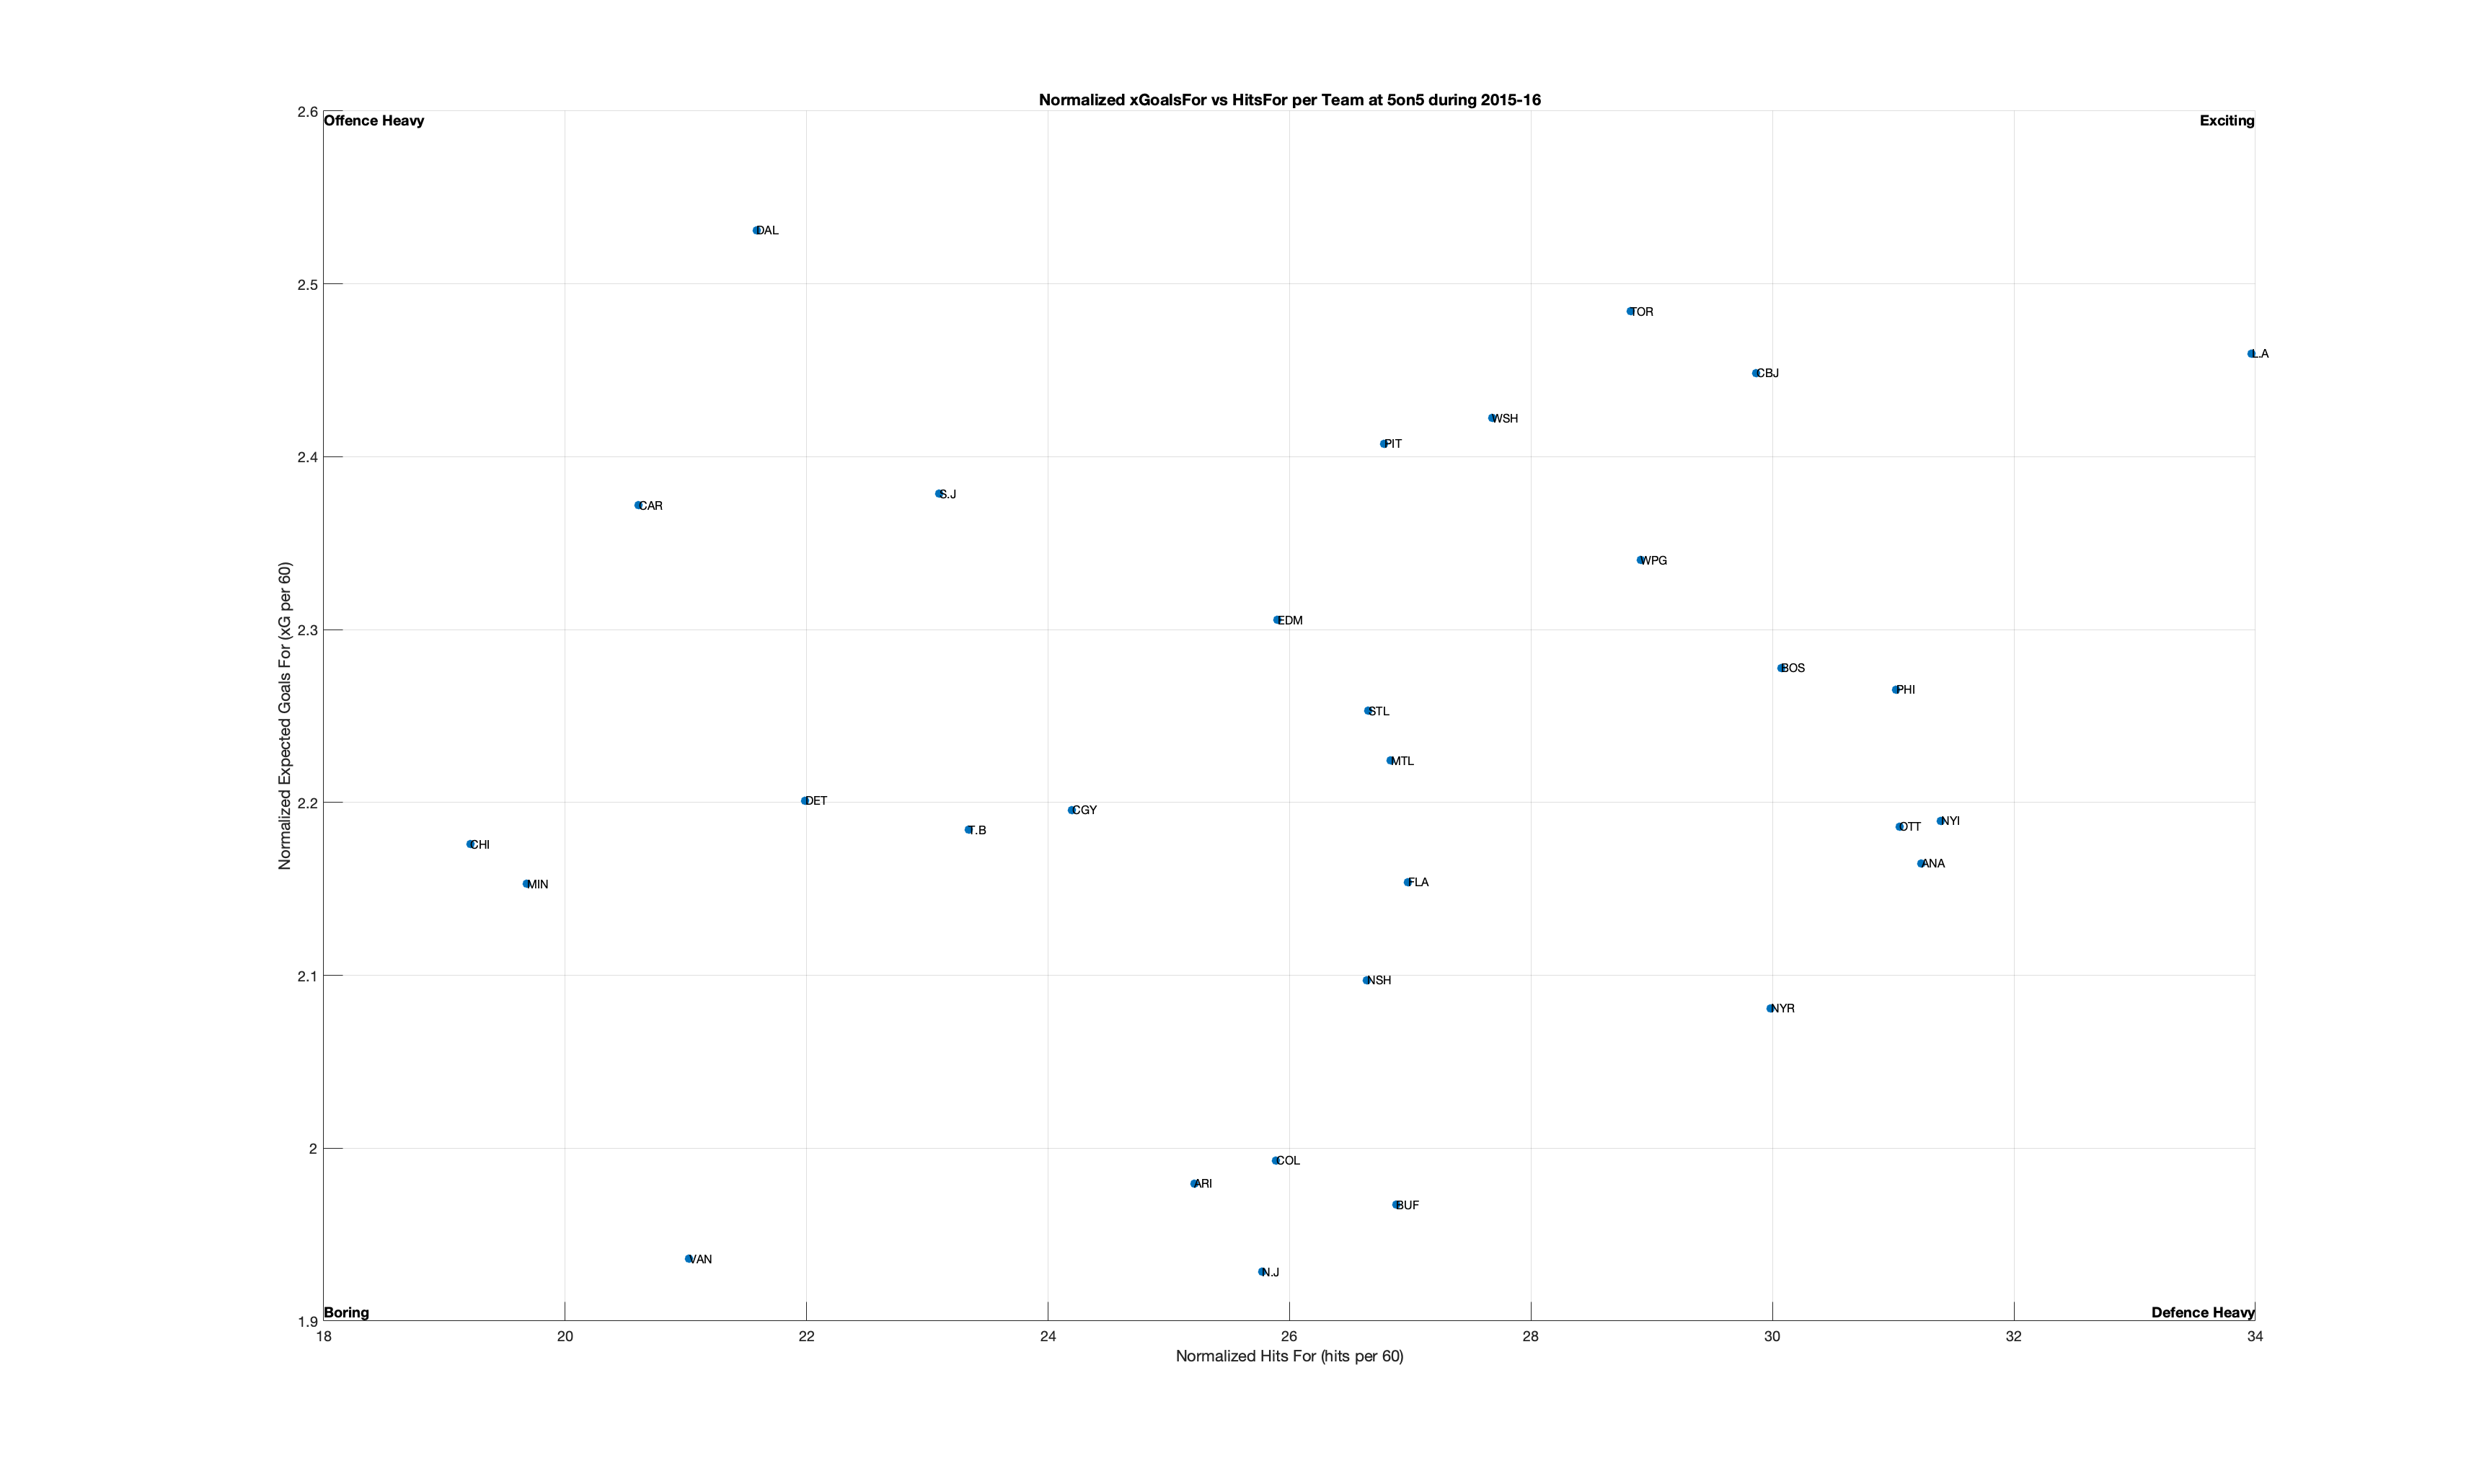 Normalized xGoalsFor vs HitsFor per Team at 5on5 during 2015-16
2.6
Offence Heavy
Exciting
DAL
2.5
TOR
L.A
CBJ
WSH
PIT
2.4
S.J
CAR
WPG
EDM
2.3
BOS
PHI
STL
MTL
DET
2.2
CGY
NYI
OTT
T.B
CHI
ANA
FLA
MIN
2.1
NSH
NYR
2
COL
ARI
BUF
VAN
N.J
Boring
Defence Heavy
1.9
18 20 22 24 26 28 30 32 34
Normalized Hits For (hits per 60)
Normalized Expected Goals For (xG per 60)